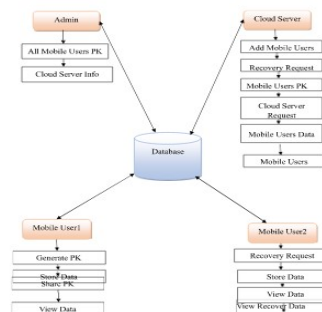 Admin
All Mobile Users PK
Cloud Server Info
Cloud Server
Add Mobile Users
Recovery Request
Mobile Users PK
Cloud Server
Request
Mobile Users Data
Mobile Users
Database
Mobile User1
Generate PK
Store Data
Share PK
View Data
Mobile User2
Recovery Request
Store Data
View Data
View Recover Data